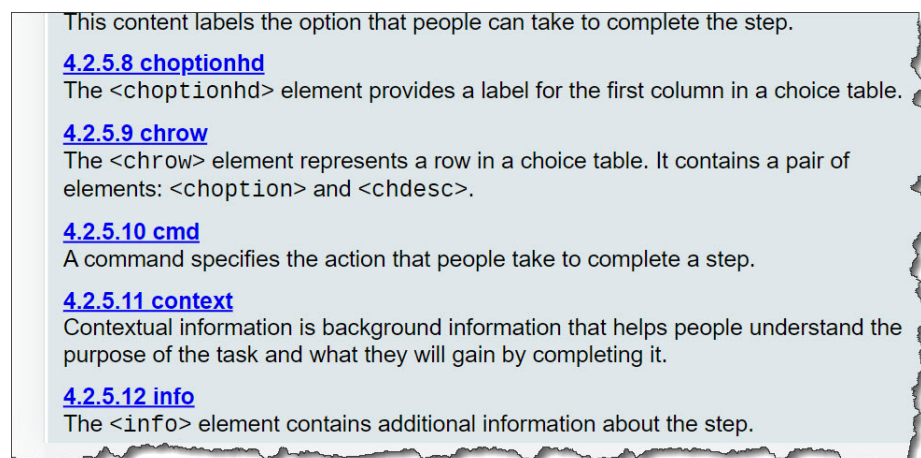 This content labels the option that people can take to complete the step.
4.2.5.8 choptionhd
The <choptionhd> element provides a label for the first column in a choice table.
4.2.5.9 chrow
The <chrow> element represents a row in a choice table. It contains a pair of
elements: <choption> and <chdesc>.
4.2.5.10 cmd
A command specifies the action that people take to complete a step.
4.2.5.11 context
Contextual information is background information that helps people understand the
purpose of the task and what they will gain by completing it.
4.2.5.12 info
The <info> element contains additional information about the step.